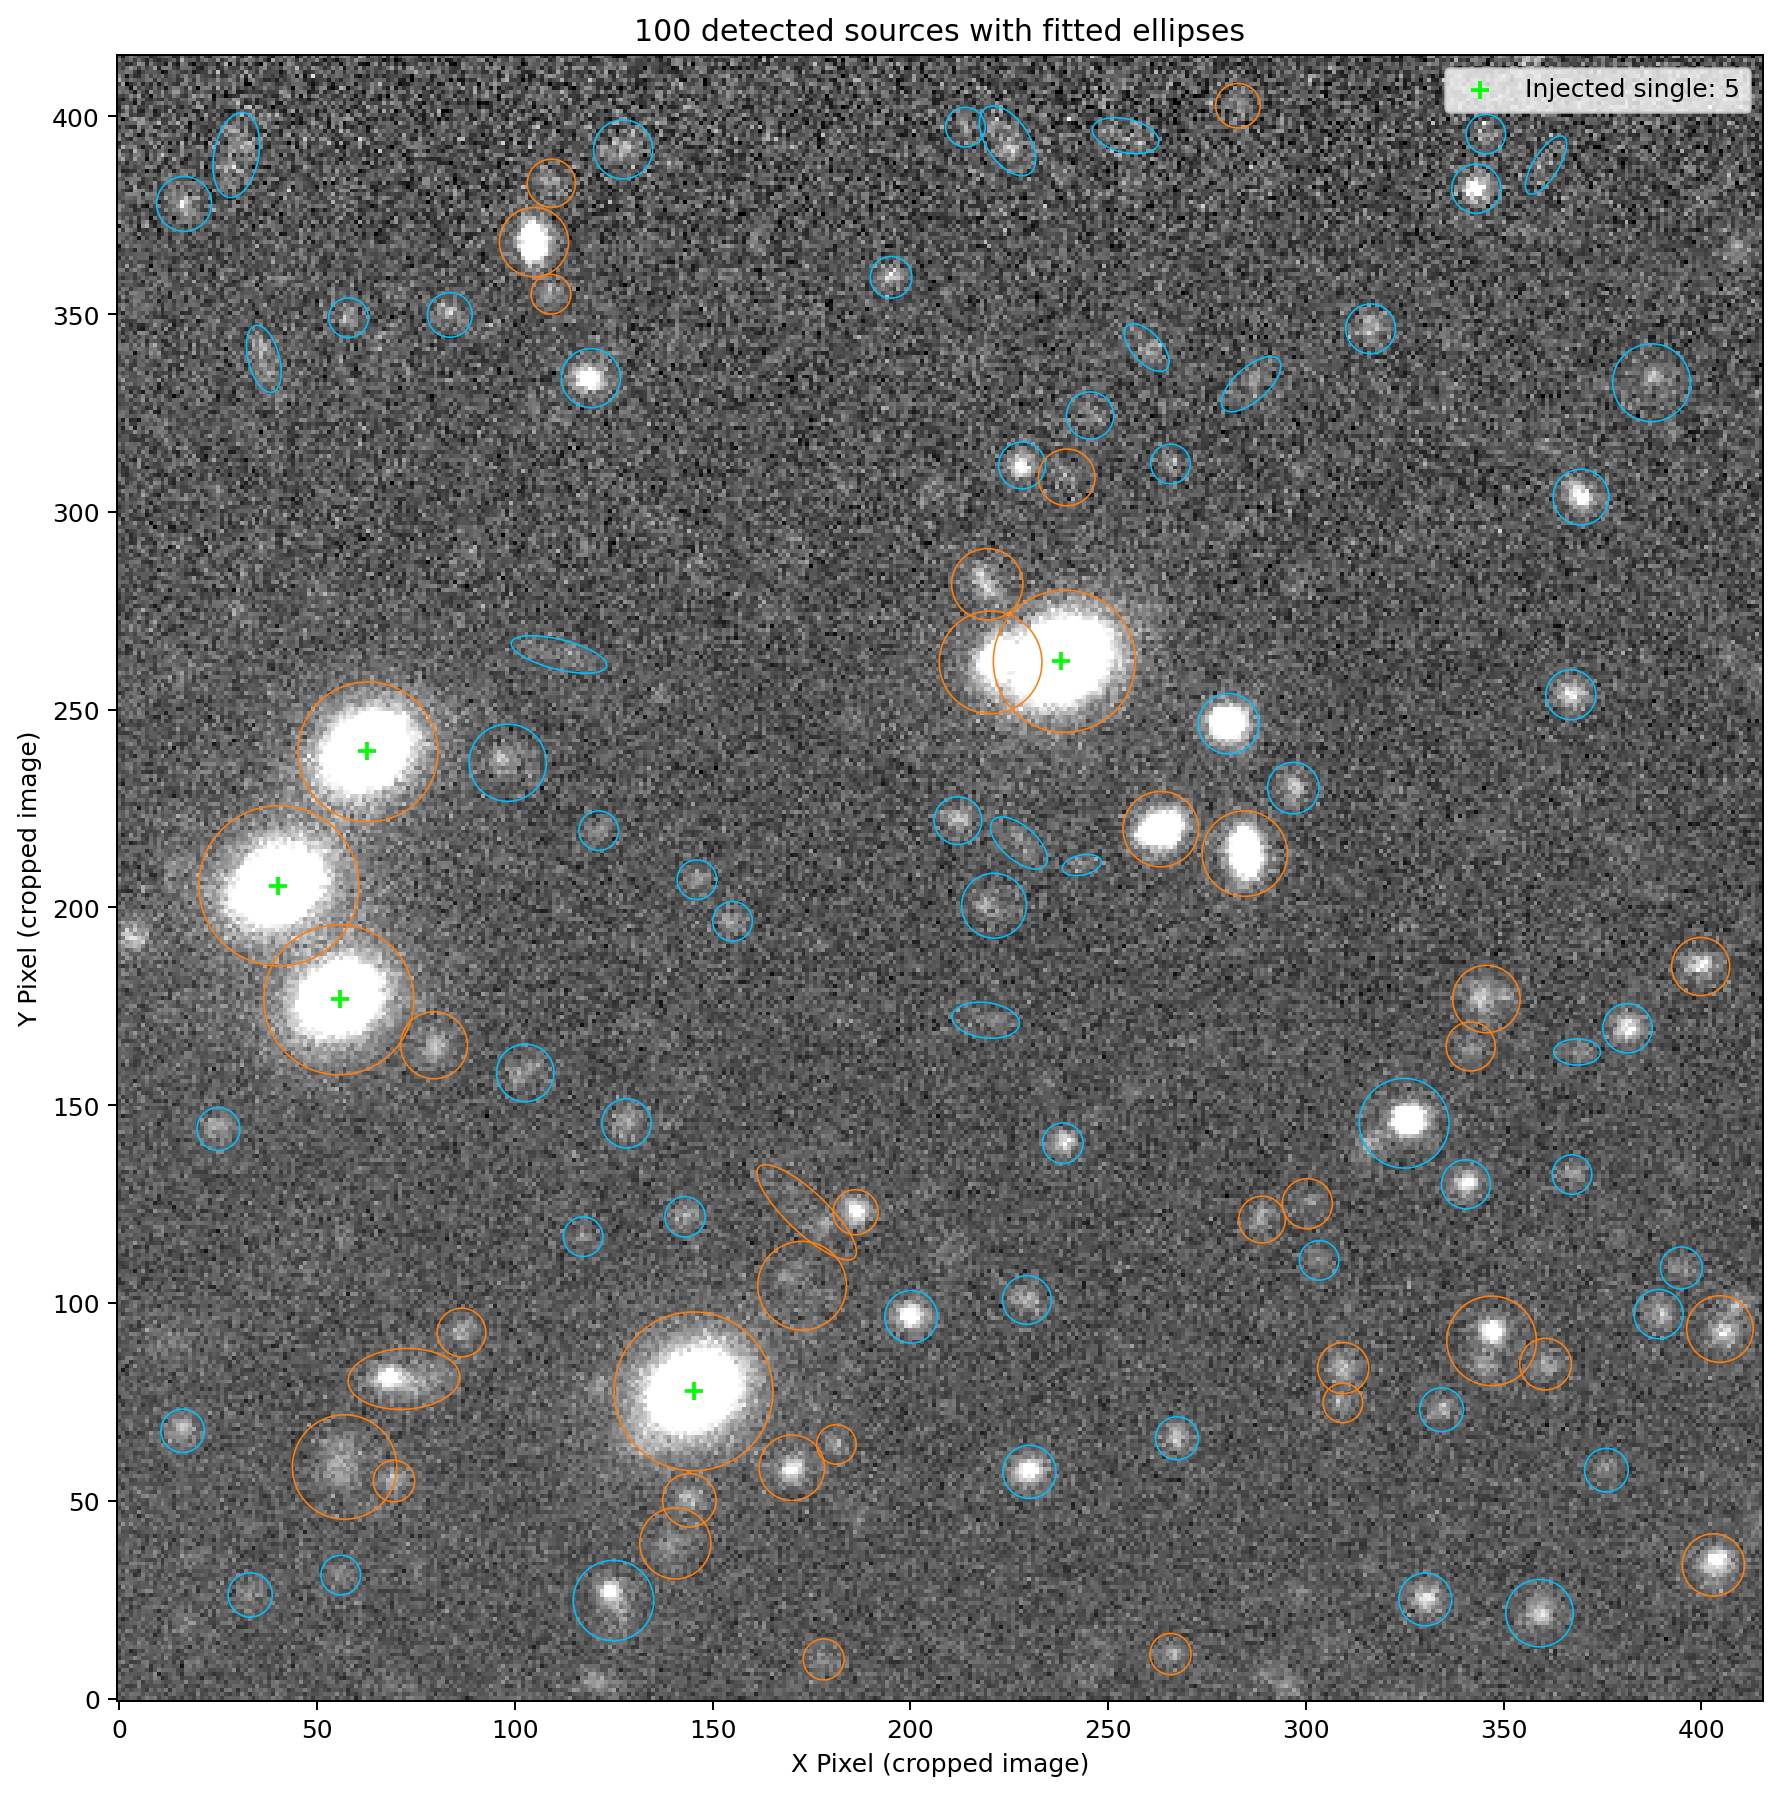 100 detected sources with fitted ellipses
Injected single: 5
400
350
300
250
200
150
100
50
0
Y Pixel (cropped image)
0 50 100 150 200 250 300 350 400
X Pixel (cropped image)